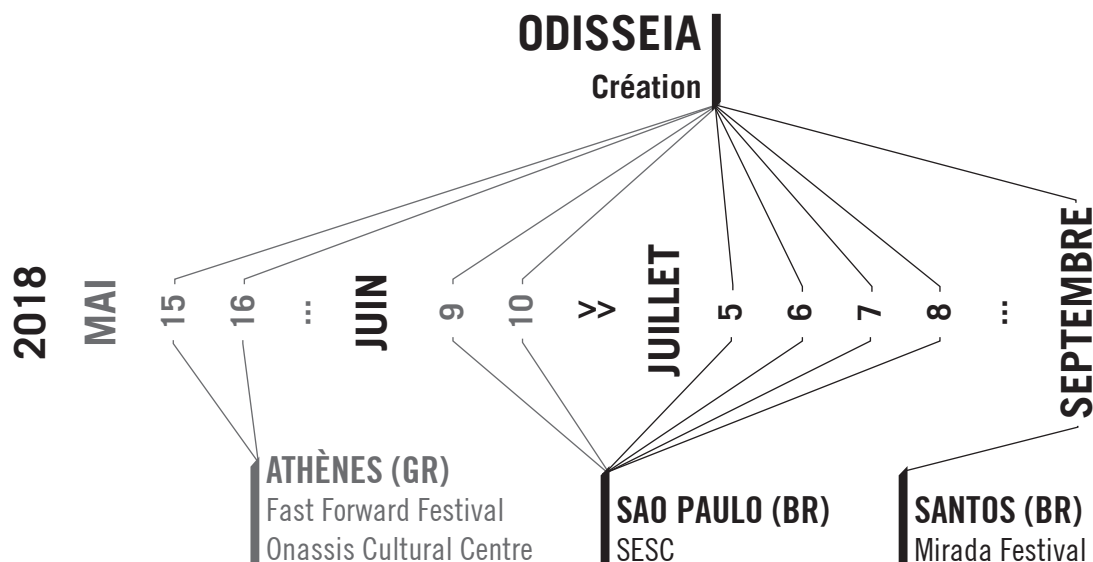 ODISSEIA
Création
2018
MAI
15
16
...
JUIN
9
10
>>
JUILLET
5
6
7
8
...
SEPTEMBRE
ATHÈNES (GR)
Fast Forward Festival
Onassis Cultural Centre
SAO PAULO (BR)
SESC
SANTOS (BR)
Mirada Festival